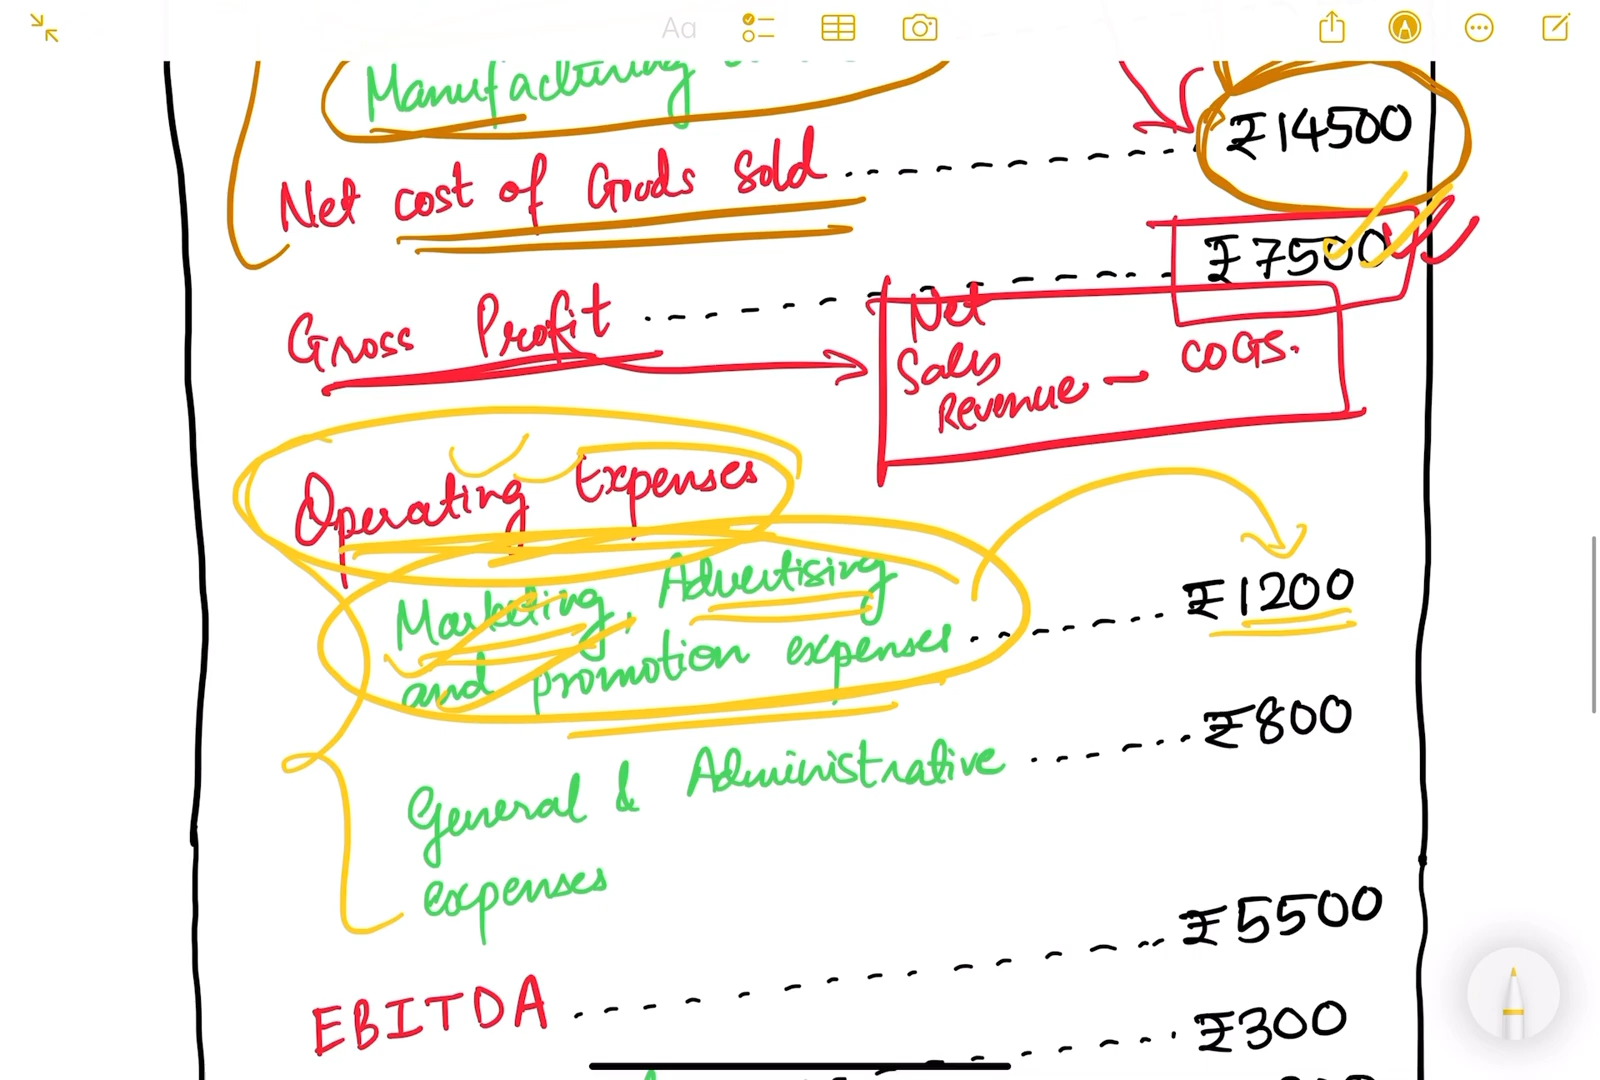 Aa
Manufacturing
Net cost of Goods Sold ₹14500
Gross Profit ₹7500
Net
Sales
Revenue - COGS.
Operating Expenses
Marketing, Advertising
and promotion expenses ₹1200
General & Administrative ₹800
expenses
EBITDA ₹5500
₹300